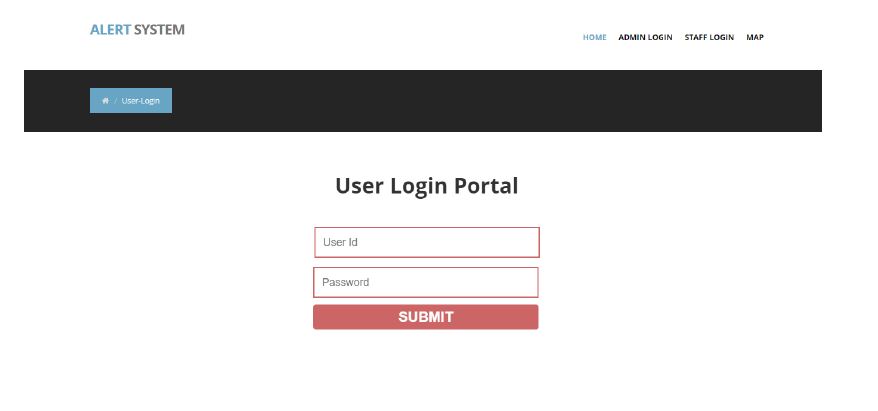 ALERT SYSTEM
HOME ADMIN LOGIN STAFF LOGIN MAP
/ User-Login
User Login Portal
User Id
Password
SUBMIT